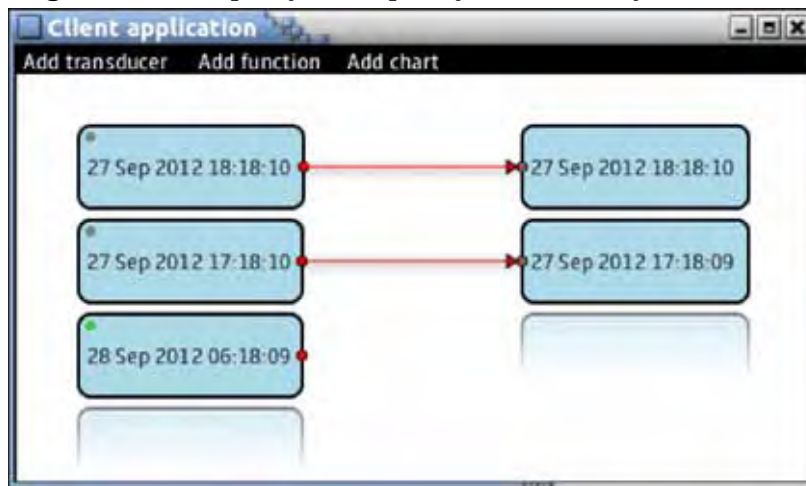 Client application
Add transducer Add function Add chart
27 Sep 2012 18:18:10 27 Sep 2012 18:18:10
27 Sep 2012 17:18:10 27 Sep 2012 17:18:09
28 Sep 2012 06:18:09